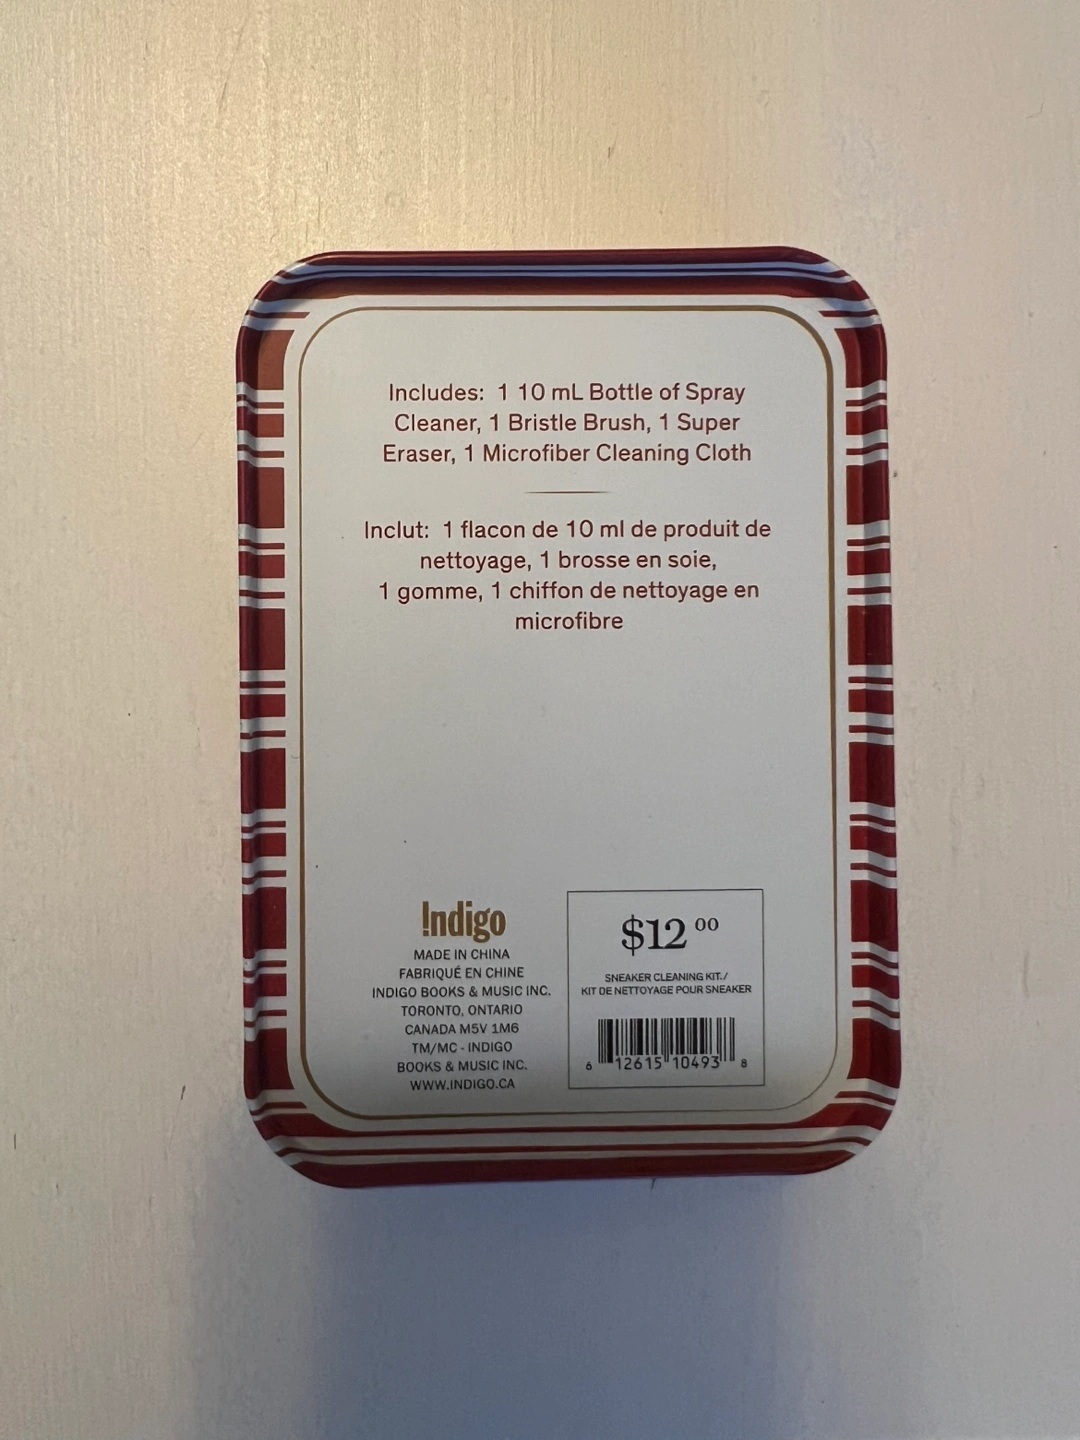 Includes: 1 10 mL Bottle of Spray
Cleaner, 1 Bristle Brush, 1 Super
Eraser, 1 Microfiber Cleaning Cloth
Inclut: 1 flacon de 10 ml de produit de
nettoyage, 1 brosse en soie,
1 gomme, 1 chiffon de nettoyage en
microfibre
!ndigo
MADE IN CHINA
FABRIQUÉ EN CHINE
INDIGO BOOKS & MUSIC INC.
TORONTO, ONTARIO
CANADA M5V 1M6
TM/MC - INDIGO
BOOKS & MUSIC INC.
WWW.INDIGO.CA
$12 00
SNEAKER CLEANING KIT./
KIT DE NETTOYAGE POUR SNEAKER
6 12615 10493 8